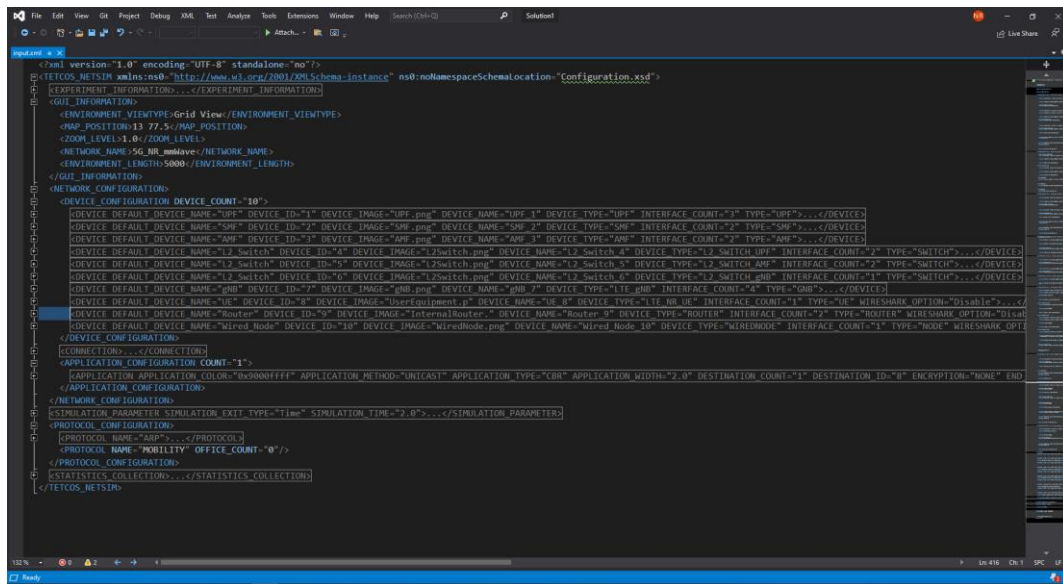 File Edit View Git Project Debug XML Test Analyze Tools Extensions Window Help Search (Ctrl+Q) Solution1
Attach... Live Share
input.xml
<?xml version="1.0" encoding="UTF-8" standalone="no"?>
<TETCOS_NETSIM xmlns:ns0="http://www.w3.org/2001/XMLSchema-instance" ns0:noNamespaceSchemaLocation="Configuration.xsd">
<EXPERIMENT_INFORMATION>...</EXPERIMENT_INFORMATION>
<GUI_INFORMATION>
<ENVIRONMENT_VIEWTYPE>Grid View</ENVIRONMENT_VIEWTYPE>
<MAP_POSITION>13 77.5</MAP_POSITION>
<ZOOM_LEVEL>1.0</ZOOM_LEVEL>
<NETWORK_NAME>5G_NR_mmWave</NETWORK_NAME>
<ENVIRONMENT_LENGTH>5000</ENVIRONMENT_LENGTH>
</GUI_INFORMATION>
<NETWORK_CONFIGURATION>
<DEVICE_CONFIGURATION DEVICE_COUNT="10">
<DEVICE DEFAULT_DEVICE_NAME="UPF" DEVICE_ID="1" DEVICE_IMAGE="UPF.png" DEVICE_NAME="UPF_1" DEVICE_TYPE="UPF" INTERFACE_COUNT="3" TYPE="UPF">...</DEVICE>
<DEVICE DEFAULT_DEVICE_NAME="SMF" DEVICE_ID="2" DEVICE_IMAGE="SMF.png" DEVICE_NAME="SMF_2" DEVICE_TYPE="SMF" INTERFACE_COUNT="2" TYPE="SMF">...</DEVICE>
<DEVICE DEFAULT_DEVICE_NAME="AMF" DEVICE_ID="3" DEVICE_IMAGE="AMF.png" DEVICE_NAME="AMF_3" DEVICE_TYPE="AMF" INTERFACE_COUNT="2" TYPE="AMF">...</DEVICE>
<DEVICE DEFAULT_DEVICE_NAME="L2_Switch" DEVICE_ID="4" DEVICE_IMAGE="L2Switch.png" DEVICE_NAME="L2_Switch_4" DEVICE_TYPE="L2_SWITCH_UPF" INTERFACE_COUNT="2" TYPE="SWITCH">...</DEVICE>
<DEVICE DEFAULT_DEVICE_NAME="L2_Switch" DEVICE_ID="5" DEVICE_IMAGE="L2Switch.png" DEVICE_NAME="L2_Switch_5" DEVICE_TYPE="L2_SWITCH_AMF" INTERFACE_COUNT="2" TYPE="SWITCH">...</DEVICE>
<DEVICE DEFAULT_DEVICE_NAME="L2_Switch" DEVICE_ID="6" DEVICE_IMAGE="L2Switch.png" DEVICE_NAME="L2_Switch_6" DEVICE_TYPE="L2_SWITCH_gNB" INTERFACE_COUNT="1" TYPE="SWITCH">...</DEVICE>
<DEVICE DEFAULT_DEVICE_NAME="gNB" DEVICE_ID="7" DEVICE_IMAGE="gNB.png" DEVICE_NAME="gNB_7" DEVICE_TYPE="LTE_gNB" INTERFACE_COUNT="4" TYPE="GNB">...</DEVICE>
<DEVICE DEFAULT_DEVICE_NAME="UE" DEVICE_ID="8" DEVICE_IMAGE="UserEquipment.p" DEVICE_NAME="UE_8" DEVICE_TYPE="LTE_NR_UE" INTERFACE_COUNT="1" TYPE="UE" WIRESHARK_OPTION="Disable">...</
<DEVICE DEFAULT_DEVICE_NAME="Router" DEVICE_ID="9" DEVICE_IMAGE="InternalRouter." DEVICE_NAME="Router_9" DEVICE_TYPE="ROUTER" INTERFACE_COUNT="2" TYPE="ROUTER" WIRESHARK_OPTION="Disab
<DEVICE DEFAULT_DEVICE_NAME="Wired_Node" DEVICE_ID="10" DEVICE_IMAGE="WiredNode.png" DEVICE_NAME="Wired_Node_10" DEVICE_TYPE="WIREDNODE" INTERFACE_COUNT="1" TYPE="NODE" WIRESHARK_OPTI
</DEVICE_CONFIGURATION>
<CONNECTION>...</CONNECTION>
<APPLICATION_CONFIGURATION COUNT="1">
<APPLICATION APPLICATION_COLOR="0x9000ffff" APPLICATION_METHOD="UNICAST" APPLICATION_TYPE="CBR" APPLICATION_WIDTH="2.0" DESTINATION_COUNT="1" DESTINATION_ID="8" ENCRYPTION="NONE" END
</APPLICATION_CONFIGURATION>
</NETWORK_CONFIGURATION>
<SIMULATION_PARAMETER SIMULATION_EXIT_TYPE="Time" SIMULATION_TIME="2.0">...</SIMULATION_PARAMETER>
<PROTOCOL_CONFIGURATION>
<PROTOCOL NAME="ARP">...</PROTOCOL>
<PROTOCOL NAME="MOBILITY" OFFICE_COUNT="0"/>
</PROTOCOL_CONFIGURATION>
<STATISTICS_COLLECTION>...</STATISTICS_COLLECTION>
</TETCOS_NETSIM>
132 % 0 2 Ln: 416 Ch: 1 SPC LF
Ready